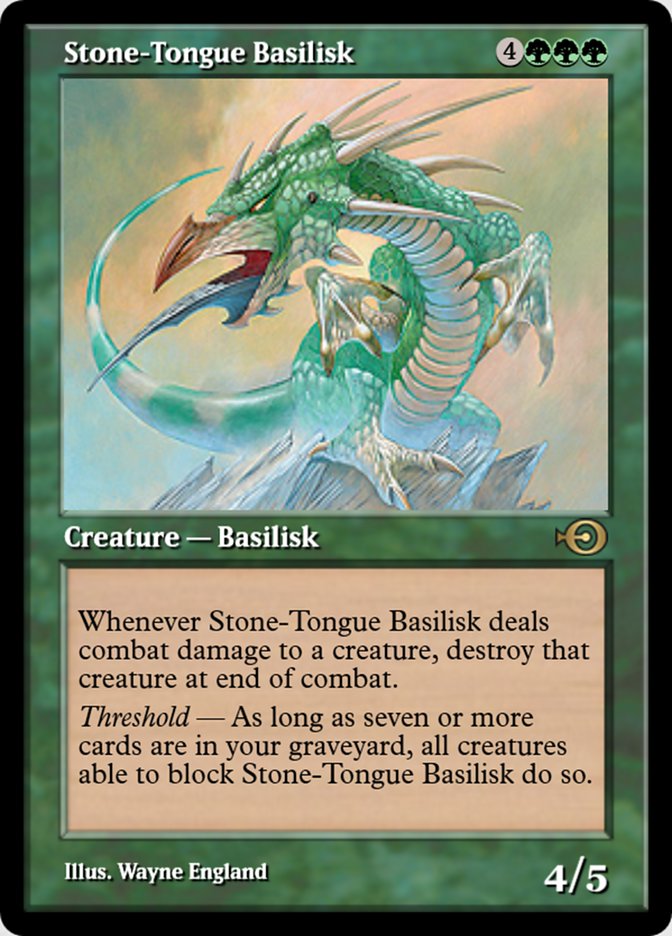 Stone-Tongue Basilisk 4
Creature — Basilisk
Whenever Stone-Tongue Basilisk deals
combat damage to a creature, destroy that
creature at end of combat.
Threshold — As long as seven or more
cards are in your graveyard, all creatures
able to block Stone-Tongue Basilisk do so.
Illus. Wayne England
4/5